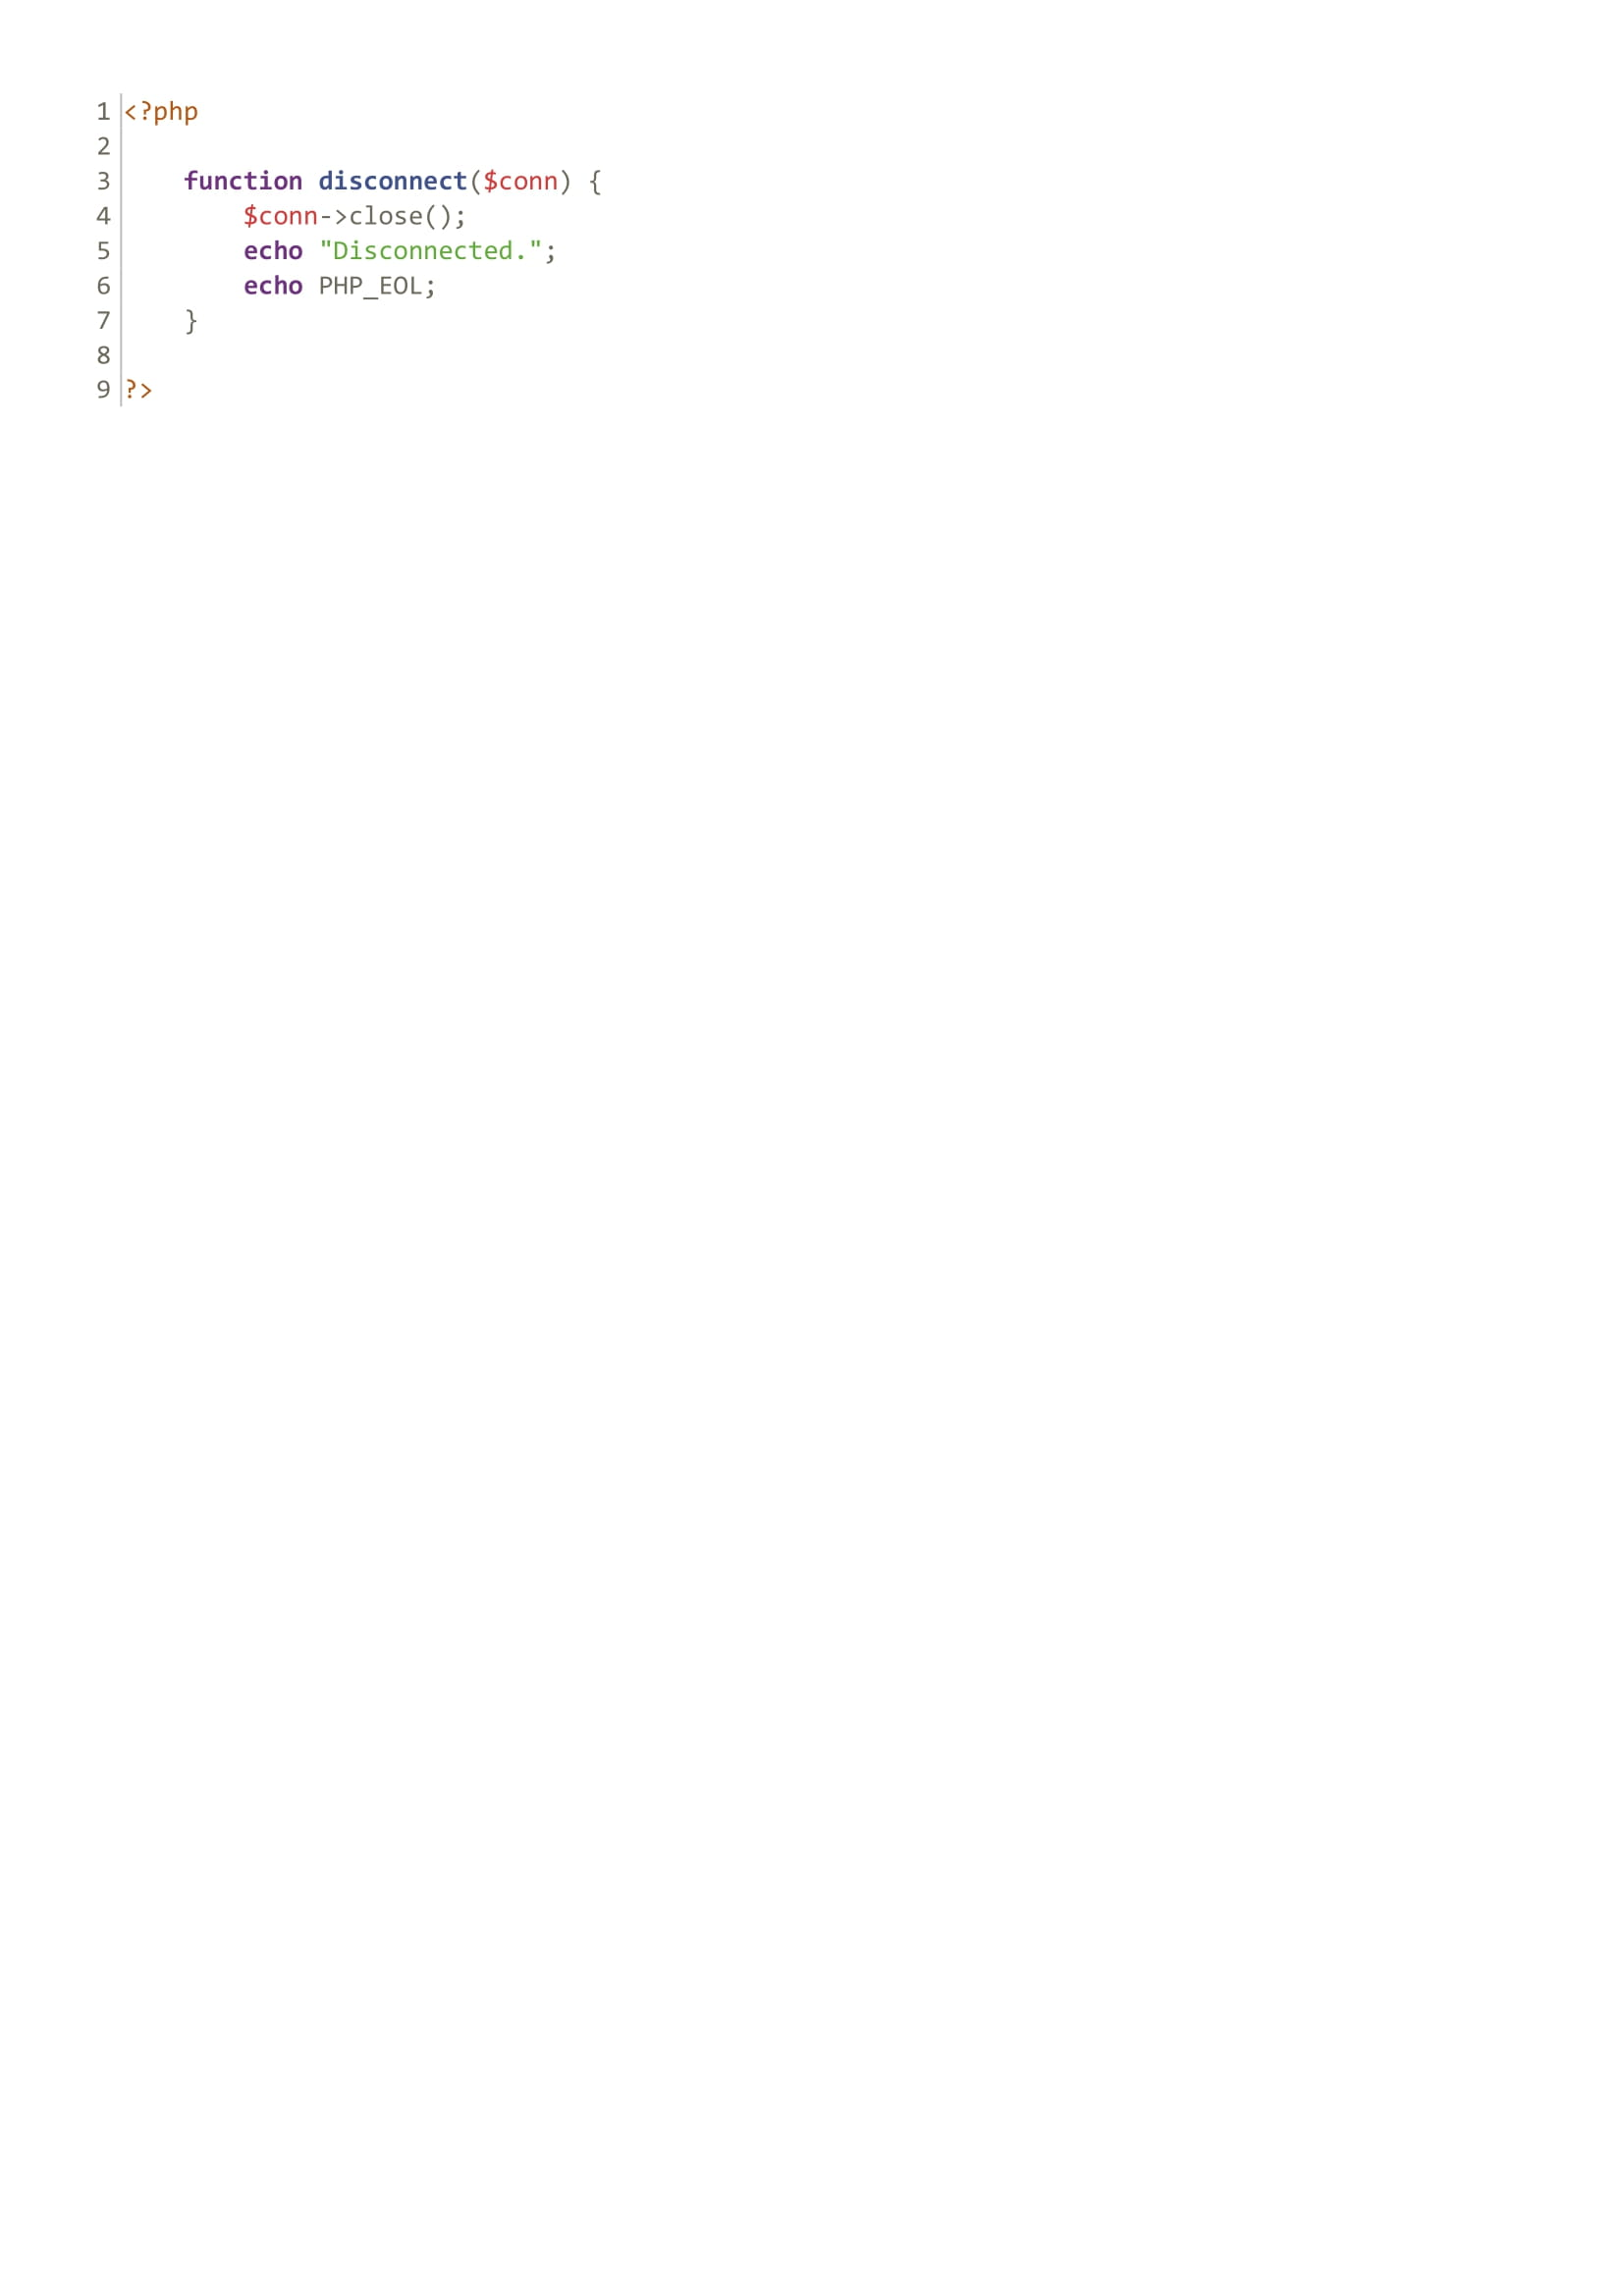 1 <?php
2
3     function disconnect($conn) {
4         $conn->close();
5         echo "Disconnected.";
6         echo PHP_EOL;
7     }
8
9 ?>